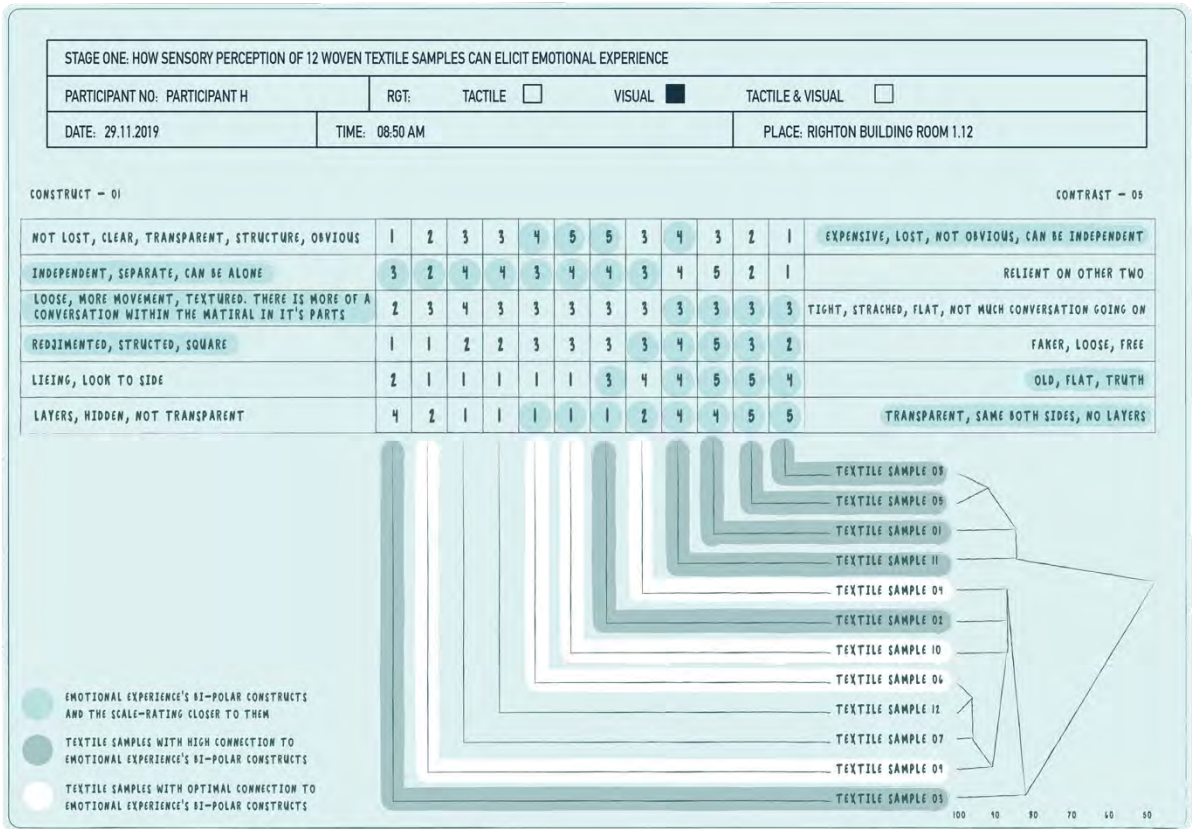 STAGE ONE: HOW SENSORY PERCEPTION OF 12 WOVEN TEXTILE SAMPLES CAN ELICIT EMOTIONAL EXPERIENCE
PARTICIPANT NO: PARTICIPANT H RGT: TACTILE VISUAL TACTILE & VISUAL
DATE: 29.11.2019 TIME: 08:50 AM PLACE: RIGHTON BUILDING ROOM 1.12
CONSTRUCT - 01 CONTRAST - 05
NOT LOST, CLEAR, TRANSPARENT, STRUCTURE, OBVIOUS 1 2 3 3 4 5 5 3 4 3 2 1 EXPENSIVE, LOST, NOT OBVIOUS, CAN BE INDEPENDENT
INDEPENDENT, SEPARATE, CAN BE ALONE 3 2 4 4 3 4 4 3 4 5 2 1 RELIENT ON OTHER TWO
LOOSE, MORE MOVEMENT, TEXTURED. THERE IS MORE OF A
CONVERSATION WITHIN THE MATIRAL IN IT'S PARTS 2 3 4 3 3 3 3 3 3 3 3 3 TIGHT, STRACHED, FLAT, NOT MUCH CONVERSATION GOING ON
REDJIMENTED, STRUCTED, SQUARE 1 1 2 2 3 3 3 3 4 5 3 2 FAKER, LOOSE, FREE
LIEING, LOOK TO SIDE 2 1 1 1 1 1 3 4 4 5 5 4 OLD, FLAT, TRUTH
LAYERS, HIDDEN, NOT TRANSPARENT 4 2 1 1 1 1 1 2 4 4 5 5 TRANSPARENT, SAME BOTH SIDES, NO LAYERS
TEXTILE SAMPLE 08
TEXTILE SAMPLE 05
TEXTILE SAMPLE 01
TEXTILE SAMPLE 11
TEXTILE SAMPLE 04
TEXTILE SAMPLE 02
TEXTILE SAMPLE 10
TEXTILE SAMPLE 06
TEXTILE SAMPLE 12
TEXTILE SAMPLE 07
TEXTILE SAMPLE 09
TEXTILE SAMPLE 03
100 90 80 70 60 50
EMOTIONAL EXPERIENCE'S BI-POLAR CONSTRUCTS
AND THE SCALE-RATING CLOSER TO THEM
TEXTILE SAMPLES WITH HIGH CONNECTION TO
EMOTIONAL EXPERIENCE'S BI-POLAR CONSTRUCTS
TEXTILE SAMPLES WITH OPTIMAL CONNECTION TO
EMOTIONAL EXPERIENCE'S BI-POLAR CONSTRUCTS